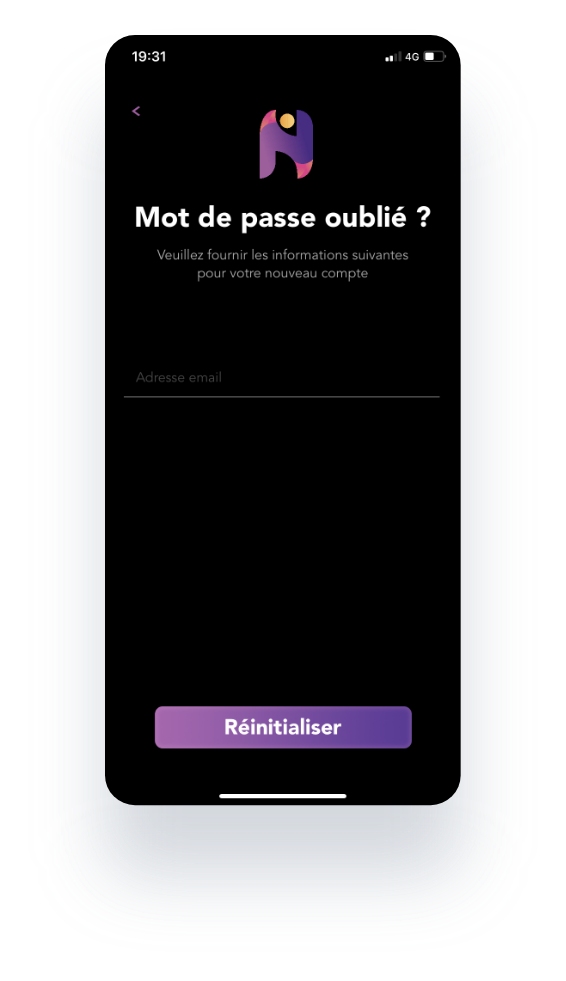 19:31
4G
Mot de passe oublié ?
Veuillez fournir les informations suivantes
pour votre nouveau compte
Adresse email
Réinitialiser